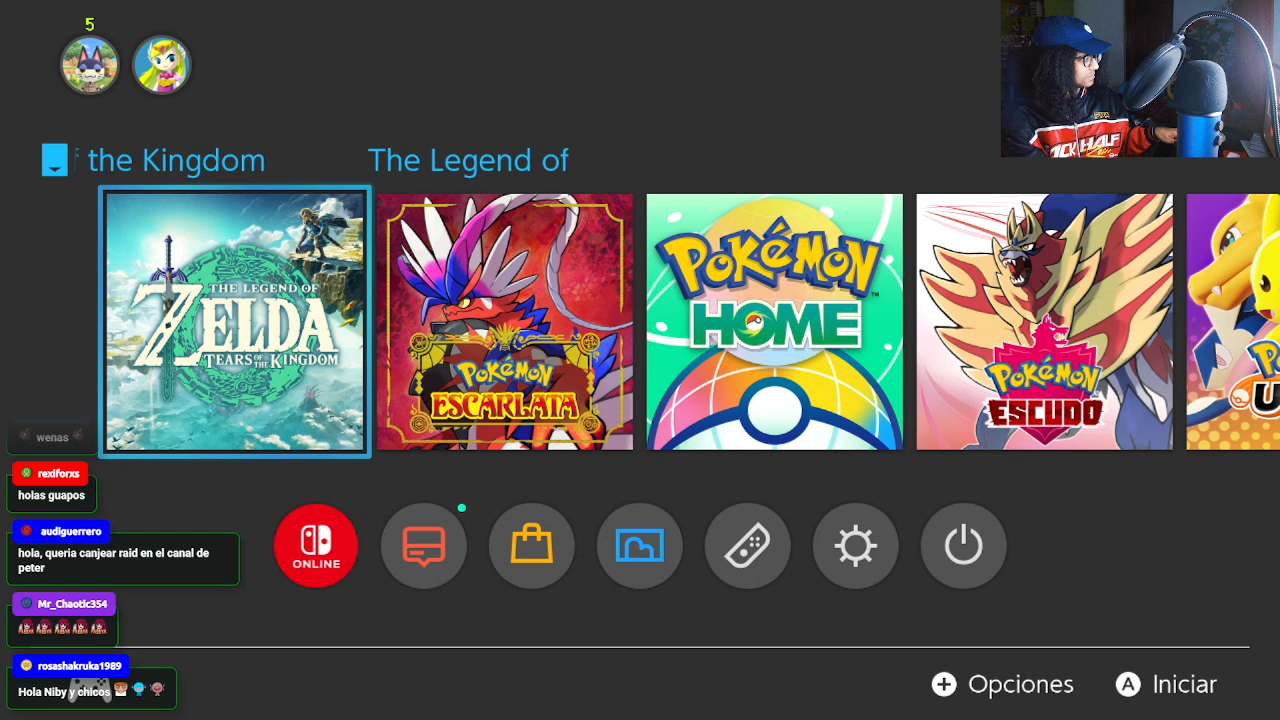 5
the Kingdom
The Legend of
THE LEGEND OF
ZELDA
TEARS OF THE KINGDOM
POKÉMON
ESCARLATA
POKÉMON
HOME
POKÉMON
ESCUDO
wenas
rexiforxs
holas guapos
audiguerrero
hola, queria canjear raid en el canal de
peter
Mr_Chaotic354
rosashakruka1989
Hola Niby y chicos
ONLINE
Opciones
A
Iniciar